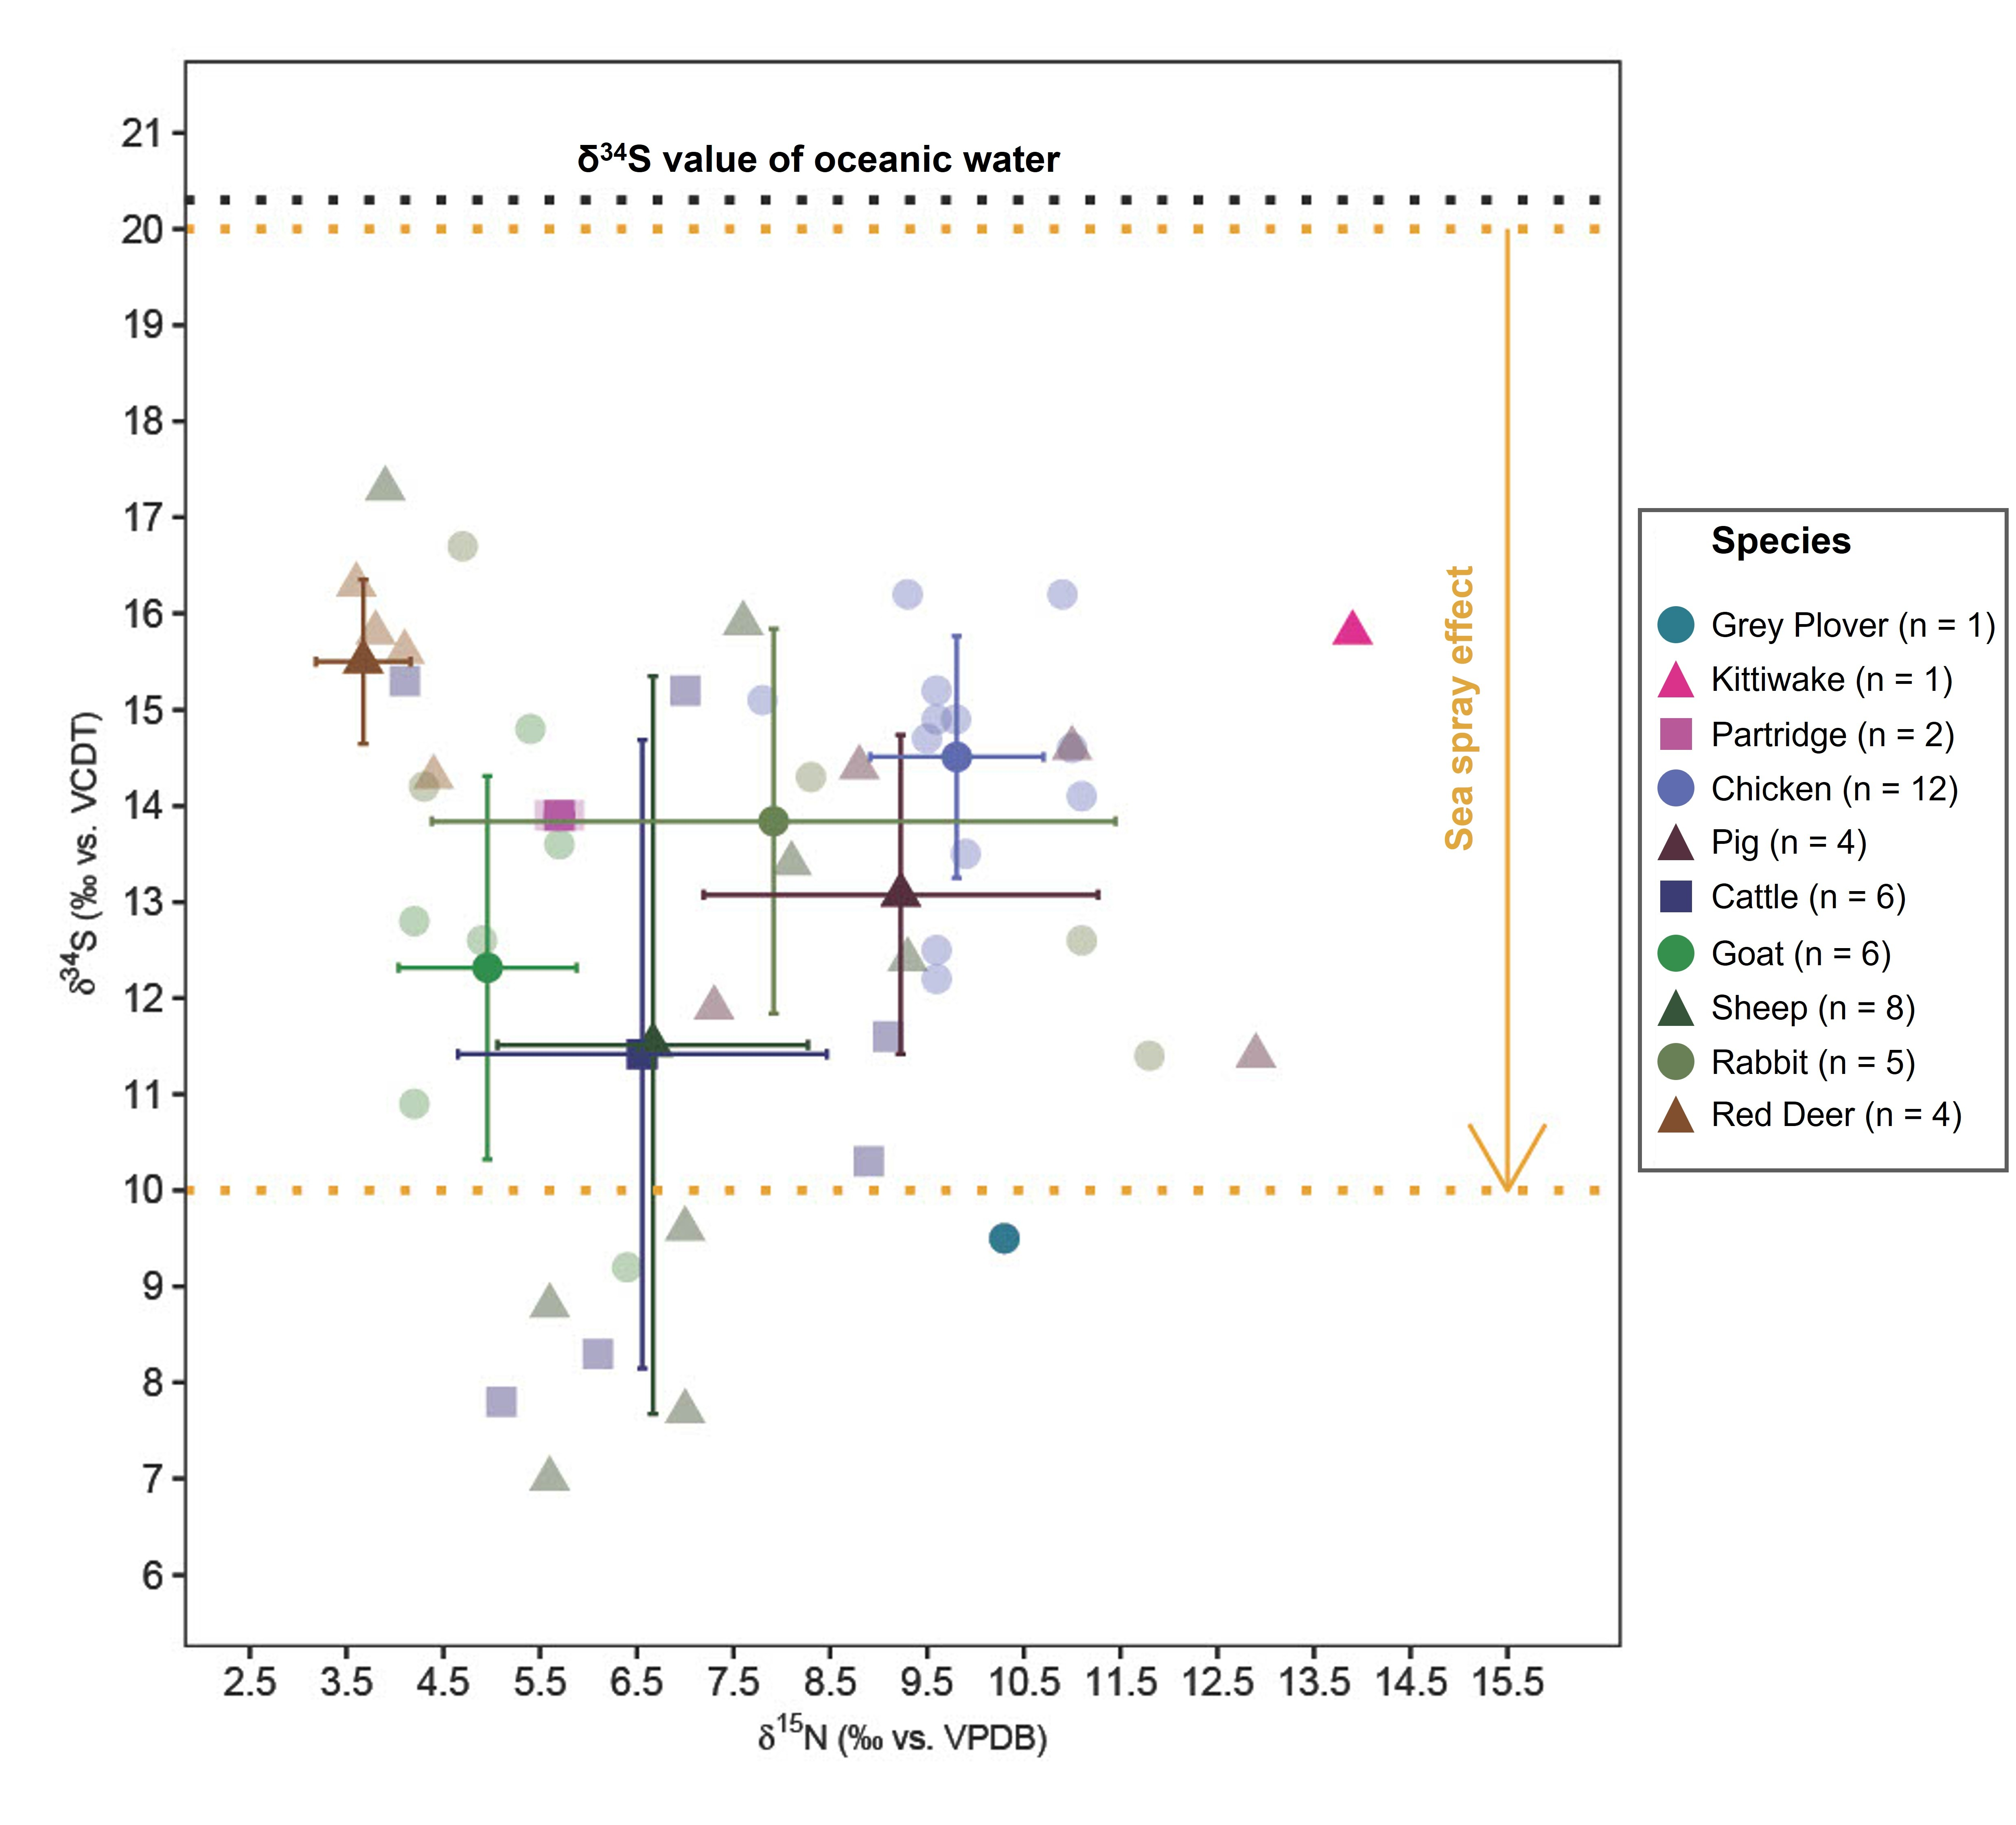 δ³⁴S value of oceanic water
21
20
19
18
17
16
15
14
13
12
11
10
9
8
7
6
δ³⁴S (‰ vs. VCDT)
2.5 3.5 4.5 5.5 6.5 7.5 8.5 9.5 10.5 11.5 12.5 13.5 14.5 15.5
δ¹⁵N (‰ vs. VPDB)
Sea spray effect
Species
Grey Plover (n = 1)
Kittiwake (n = 1)
Partridge (n = 2)
Chicken (n = 12)
Pig (n = 4)
Cattle (n = 6)
Goat (n = 6)
Sheep (n = 8)
Rabbit (n = 5)
Red Deer (n = 4)